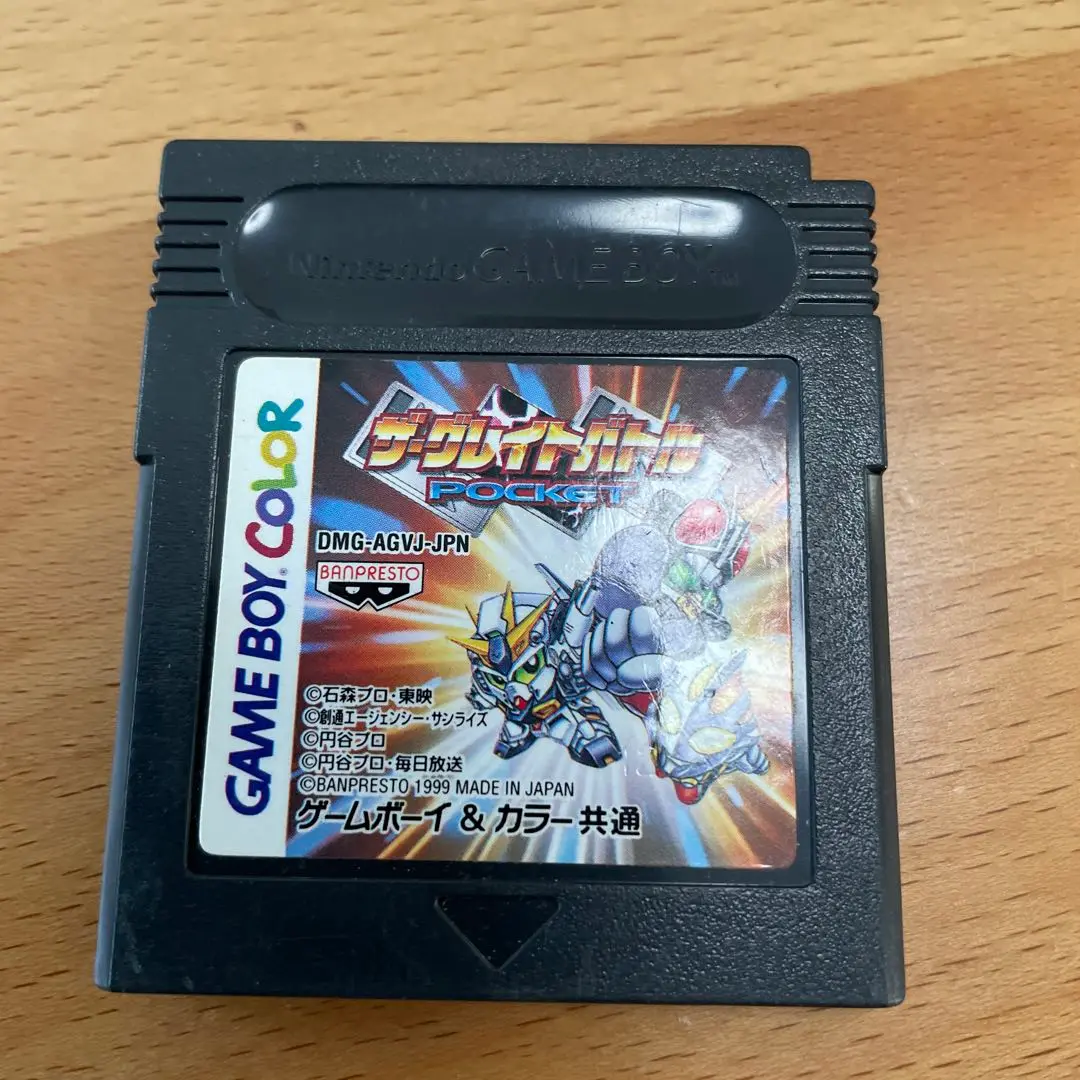 Nintendo GAME BOY TM
GAME BOY COLOR
ザ・グレイトバトル
POCKET
DMG-AGVJ-JPN
BANPRESTO
©石森プロ・東映
©創通エージェンシー・サンライズ
©円谷プロ
©円谷プロ・毎日放送
©BANPRESTO 1999 MADE IN JAPAN
ゲームボーイ & カラー共通